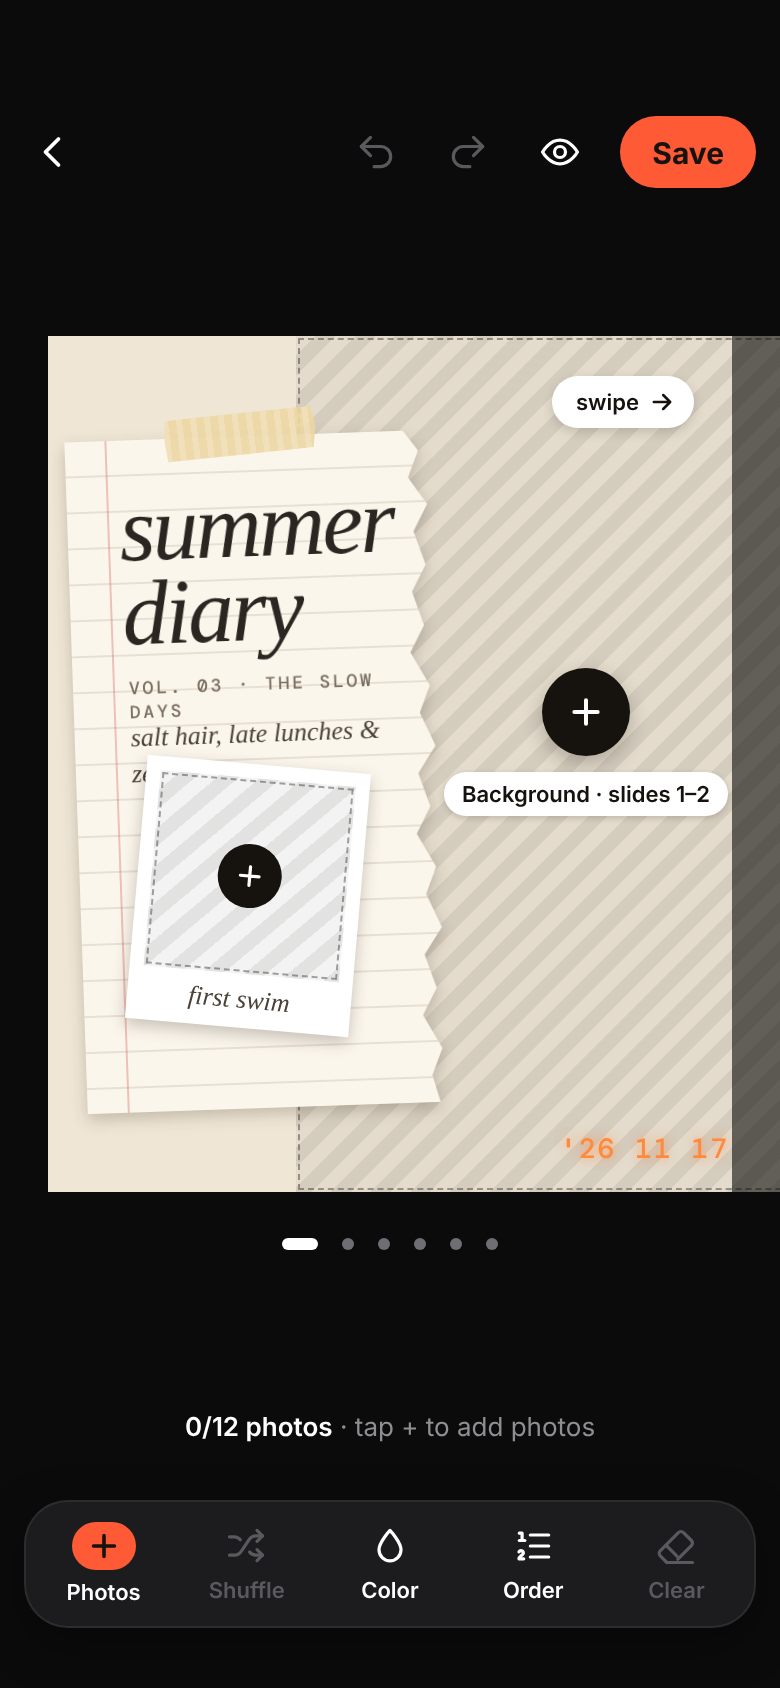 Save
swipe
summer
diary
VOL. 03 · THE SLOW
DAYS
salt hair, late lunches &
Background · slides 1–2
first swim
'26 11 17
0/12 photos · tap + to add photos
Photos
Shuffle
Color
Order
Clear